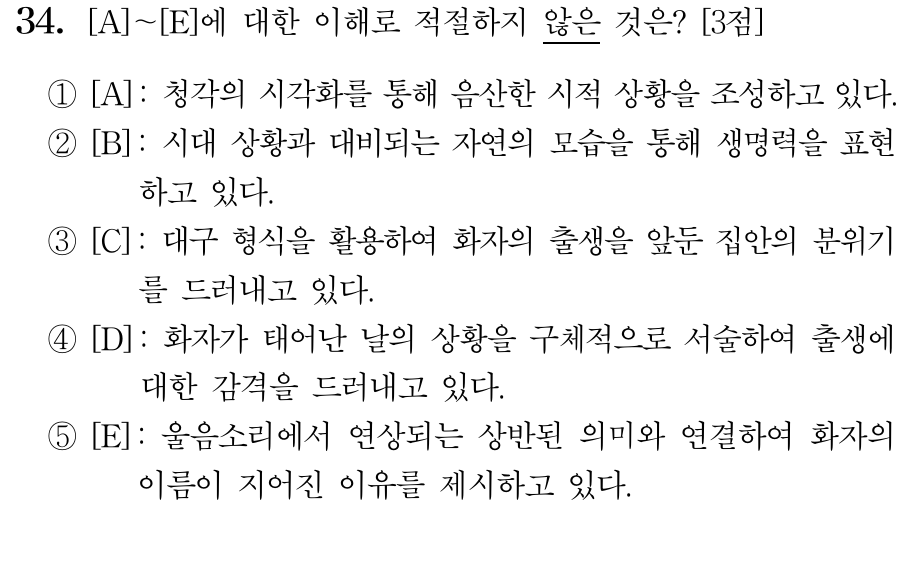 34. [A]~[E]에 대한 이해로 적절하지 않은 것은? [3점]
① [A]: 청각의 시각화를 통해 음산한 시적 상황을 조성하고 있다.
② [B]: 시대 상황과 대비되는 자연의 모습을 통해 생명력을 표현
하고 있다.
③ [C]: 대구 형식을 활용하여 화자의 출생을 앞둔 집안의 분위기
를 드러내고 있다.
④ [D]: 화자가 태어난 날의 상황을 구체적으로 서술하여 출생에
대한 감격을 드러내고 있다.
⑤ [E]: 울음소리에서 연상되는 상반된 의미와 연결하여 화자의
이름이 지어진 이유를 제시하고 있다.